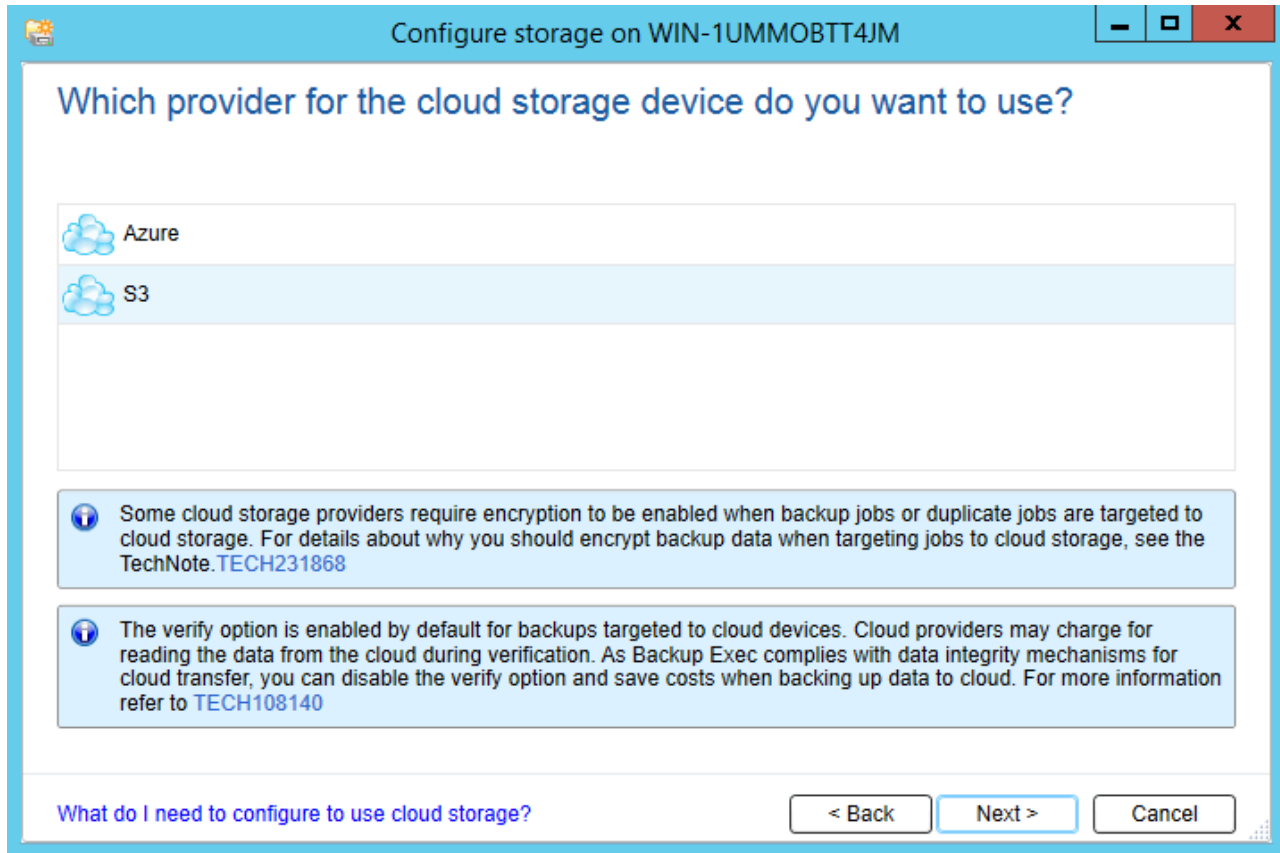 Configure storage on WIN-1UMMOBTT4JM
Which provider for the cloud storage device do you want to use?
Azure
S3
Some cloud storage providers require encryption to be enabled when backup jobs or duplicate jobs are targeted to
cloud storage. For details about why you should encrypt backup data when targeting jobs to cloud storage, see the
TechNote.TECH231868
The verify option is enabled by default for backups targeted to cloud devices. Cloud providers may charge for
reading the data from the cloud during verification. As Backup Exec complies with data integrity mechanisms for
cloud transfer, you can disable the verify option and save costs when backing up data to cloud. For more information
refer to TECH108140
What do I need to configure to use cloud storage?
< Back
Next >
Cancel